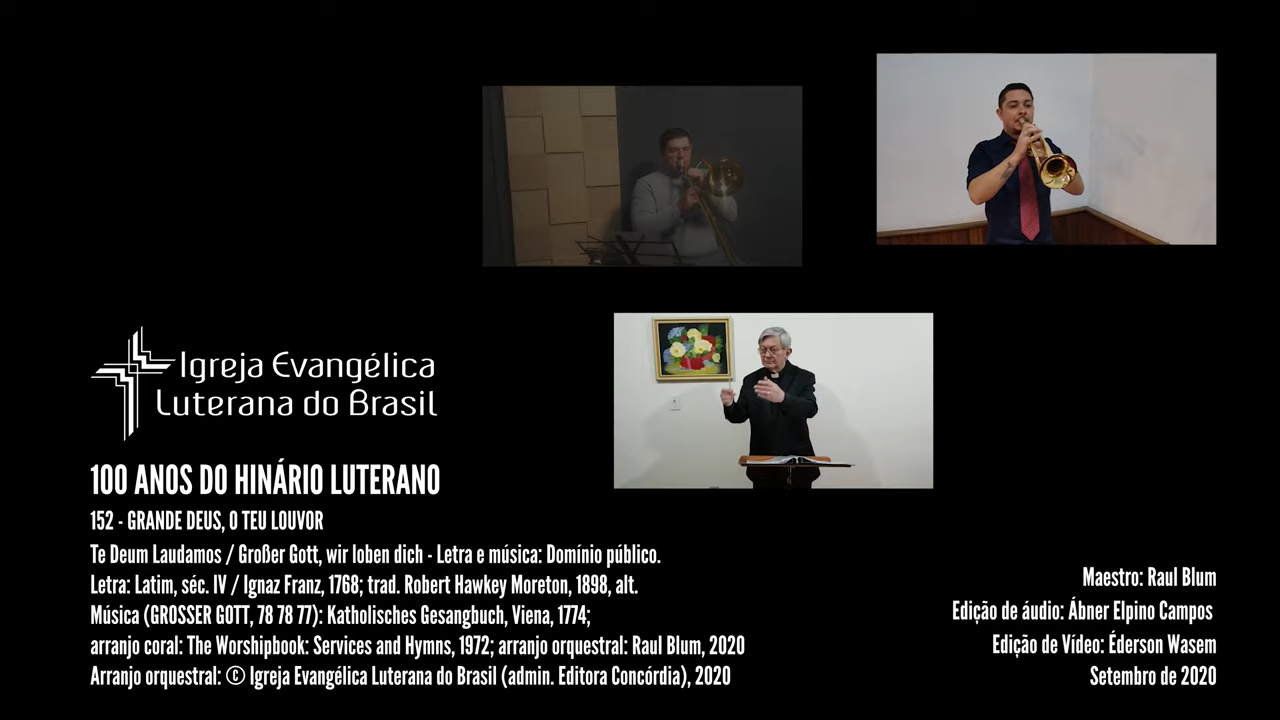 Igreja Evangélica
Luterana do Brasil
100 ANOS DO HINÁRIO LUTERANO
152 - GRANDE DEUS, O TEU LOUVOR
Te Deum Laudamos / Großer Gott, wir loben dich - Letra e música: Domínio público.
Letra: Latim, séc. IV / Ignaz Franz, 1768; trad. Robert Hawkey Moreton, 1898, alt.
Música (GROSSER GOTT, 78 78 77): Katholisches Gesangbuch, Viena, 1774;
arranjo coral: The Worshipbook: Services and Hymns, 1972; arranjo orquestral: Raul Blum, 2020
Arranjo orquestral: © Igreja Evangélica Luterana do Brasil (admin. Editora Concórdia), 2020
Maestro: Raul Blum
Edição de áudio: Ábner Elpino Campos
Edição de Vídeo: Éderson Wasem
Setembro de 2020